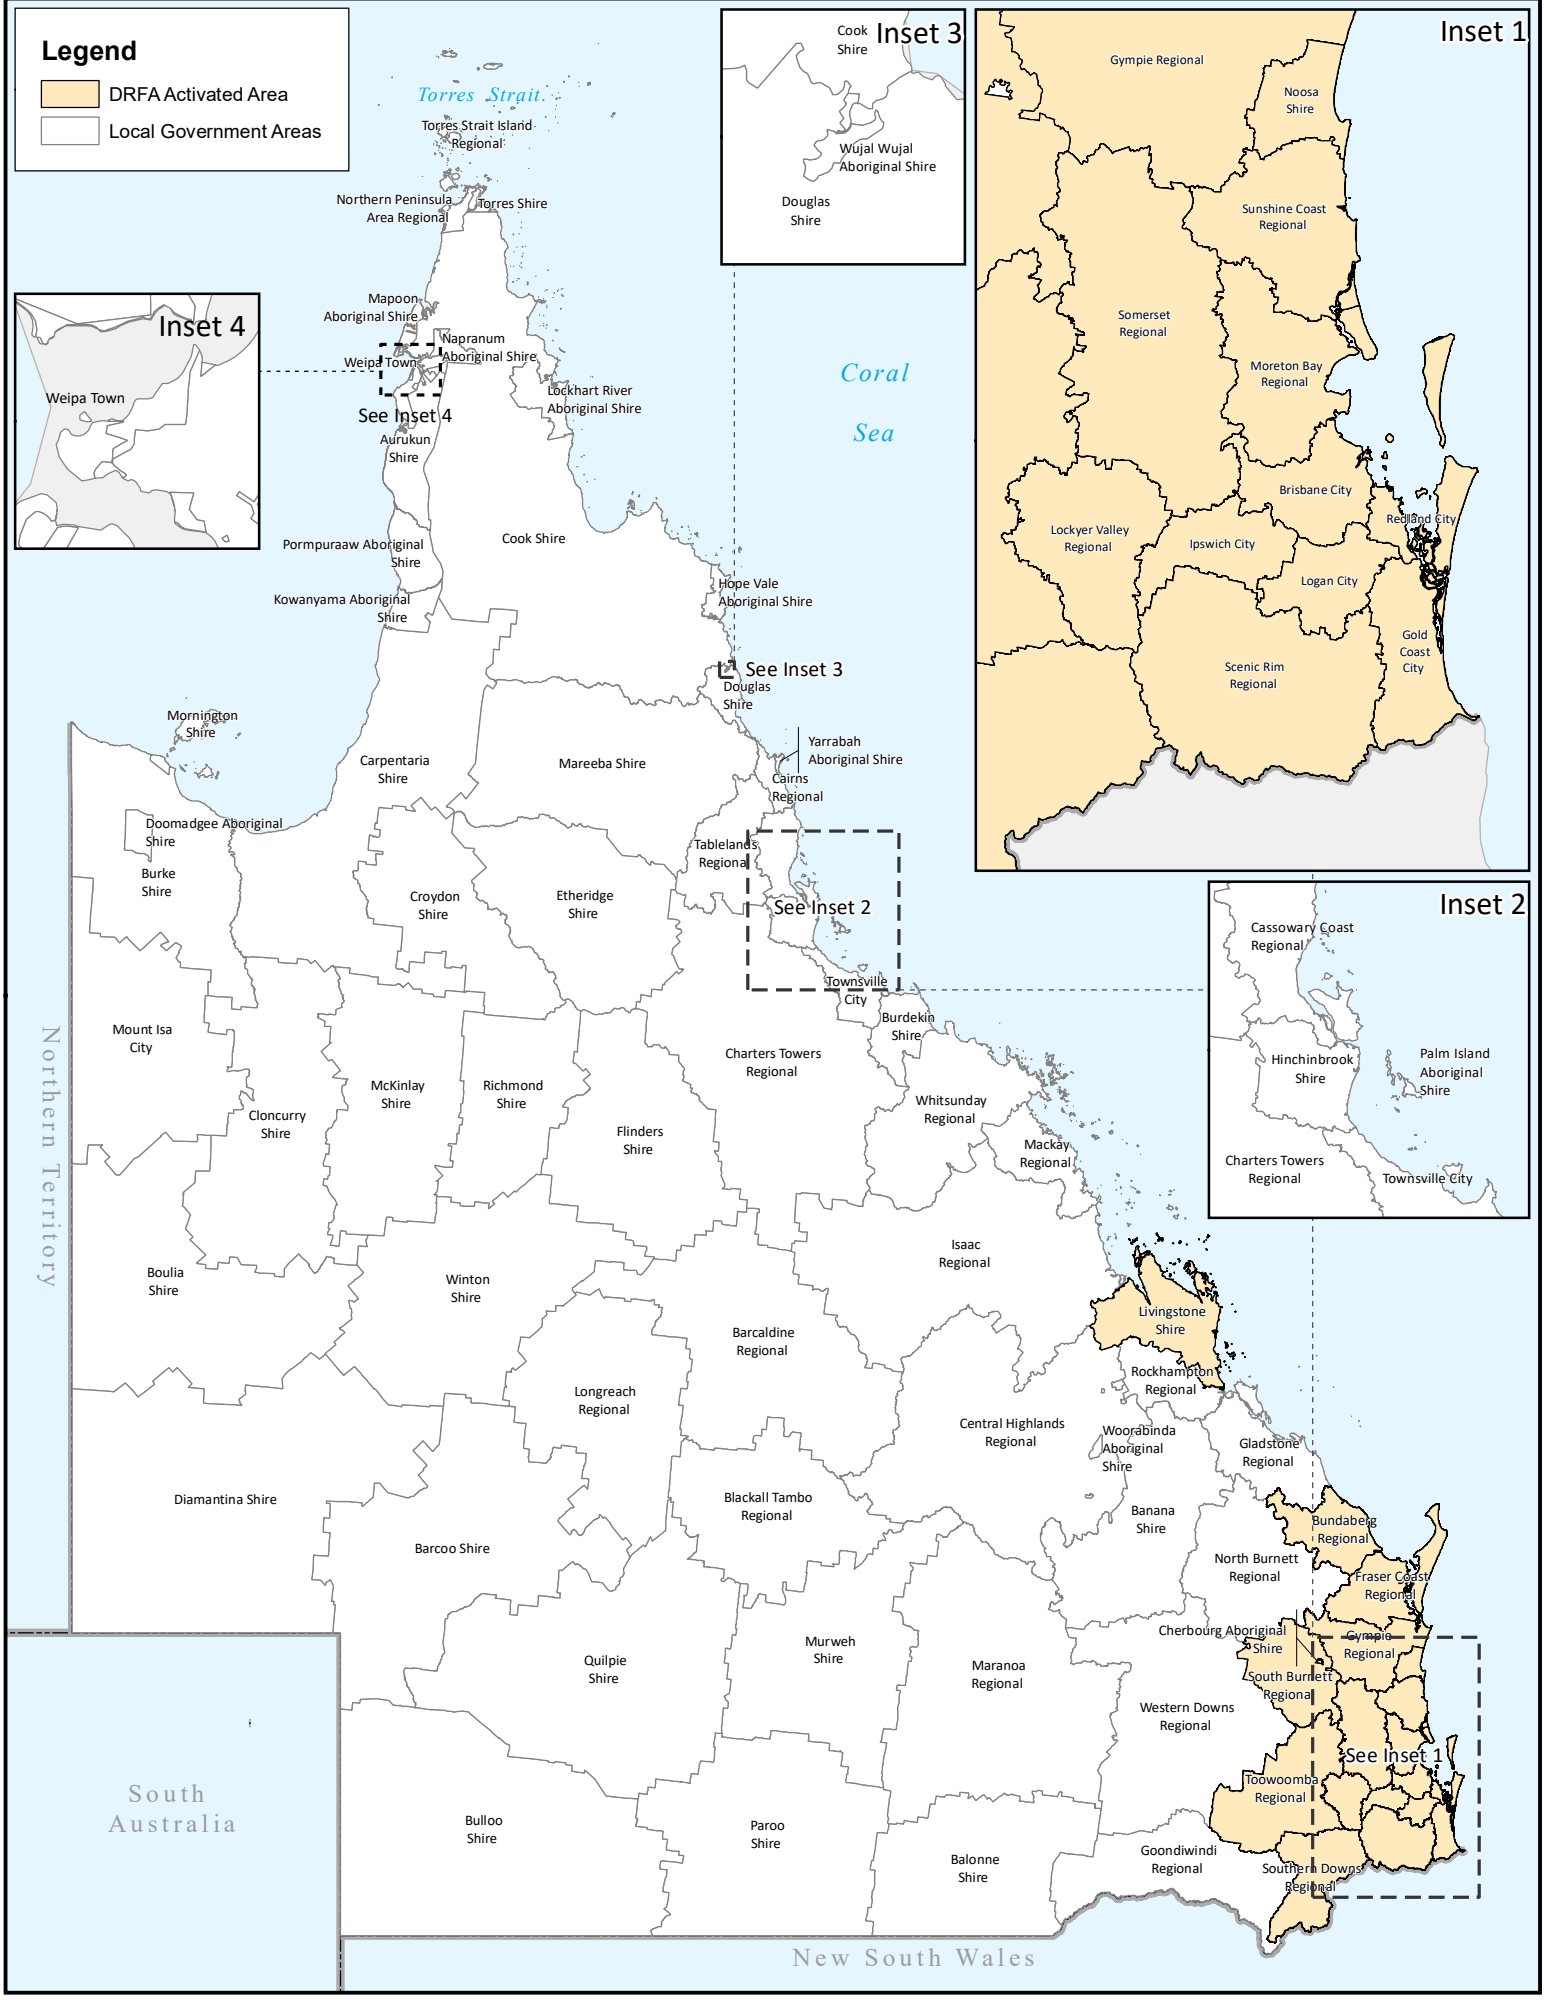 Legend
DRFA Activated Area
Local Government Areas
Inset 3
Cook
Shire
Wujal Wujal
Aboriginal Shire
Douglas
Shire
Inset 1
Gympie Regional
Noosa
Shire
Sunshine Coast
Regional
Somerset
Regional
Moreton Bay
Regional
Brisbane City
Redland City
Lockyer Valley
Regional
Ipswich City
Logan City
Gold
Coast
City
Scenic Rim
Regional
Inset 4
Weipa Town
Inset 2
Cassowary Coast
Regional
Hinchinbrook
Shire
Palm Island
Aboriginal
Shire
Charters Towers
Regional
Townsville City
Torres Strait
Torres Strait Island
Regional
Northern Peninsula
Area Regional
Torres Shire
Mapoon
Aboriginal Shire
Napranum
Aboriginal Shire
Weipa Town
Lockhart River
Aboriginal Shire
See Inset 4
Aurukun
Shire
Coral
Sea
Cook Shire
Pormpuraaw Aboriginal
Shire
Hope Vale
Aboriginal Shire
Kowanyama Aboriginal
Shire
See Inset 3
Douglas
Shire
Mornington
Shire
Yarrabah
Aboriginal Shire
Carpentaria
Shire
Mareeba Shire
Cairns
Regional
Doomadgee Aboriginal
Shire
Tablelands
Regional
Burke
Shire
Croydon
Shire
Etheridge
Shire
See Inset 2
Townsville
City
Burdekin
Shire
Mount Isa
City
Charters Towers
Regional
McKinlay
Shire
Richmond
Shire
Whitsunday
Regional
Cloncurry
Shire
Flinders
Shire
Mackay
Regional
Northern Territory
Isaac
Regional
Boulia
Shire
Winton
Shire
Livingstone
Shire
Barcaldine
Regional
Rockhampton
Regional
Longreach
Regional
Central Highlands
Regional
Woorabinda
Aboriginal
Shire
Gladstone
Regional
Diamantina Shire
Blackall Tambo
Regional
Banana
Shire
Bundaberg
Regional
Barcoo Shire
North Burnett
Regional
Fraser Coast
Regional
Cherbourg Aboriginal
Shire
Gympie
Regional
Murweh
Shire
Quilpie
Shire
Maranoa
Regional
South Burnett
Regional
Western Downs
Regional
See Inset 1
Toowoomba
Regional
South
Australia
Bulloo
Shire
Paroo
Shire
Balonne
Shire
Goondiwindi
Regional
Southern Downs
Regional
New South Wales